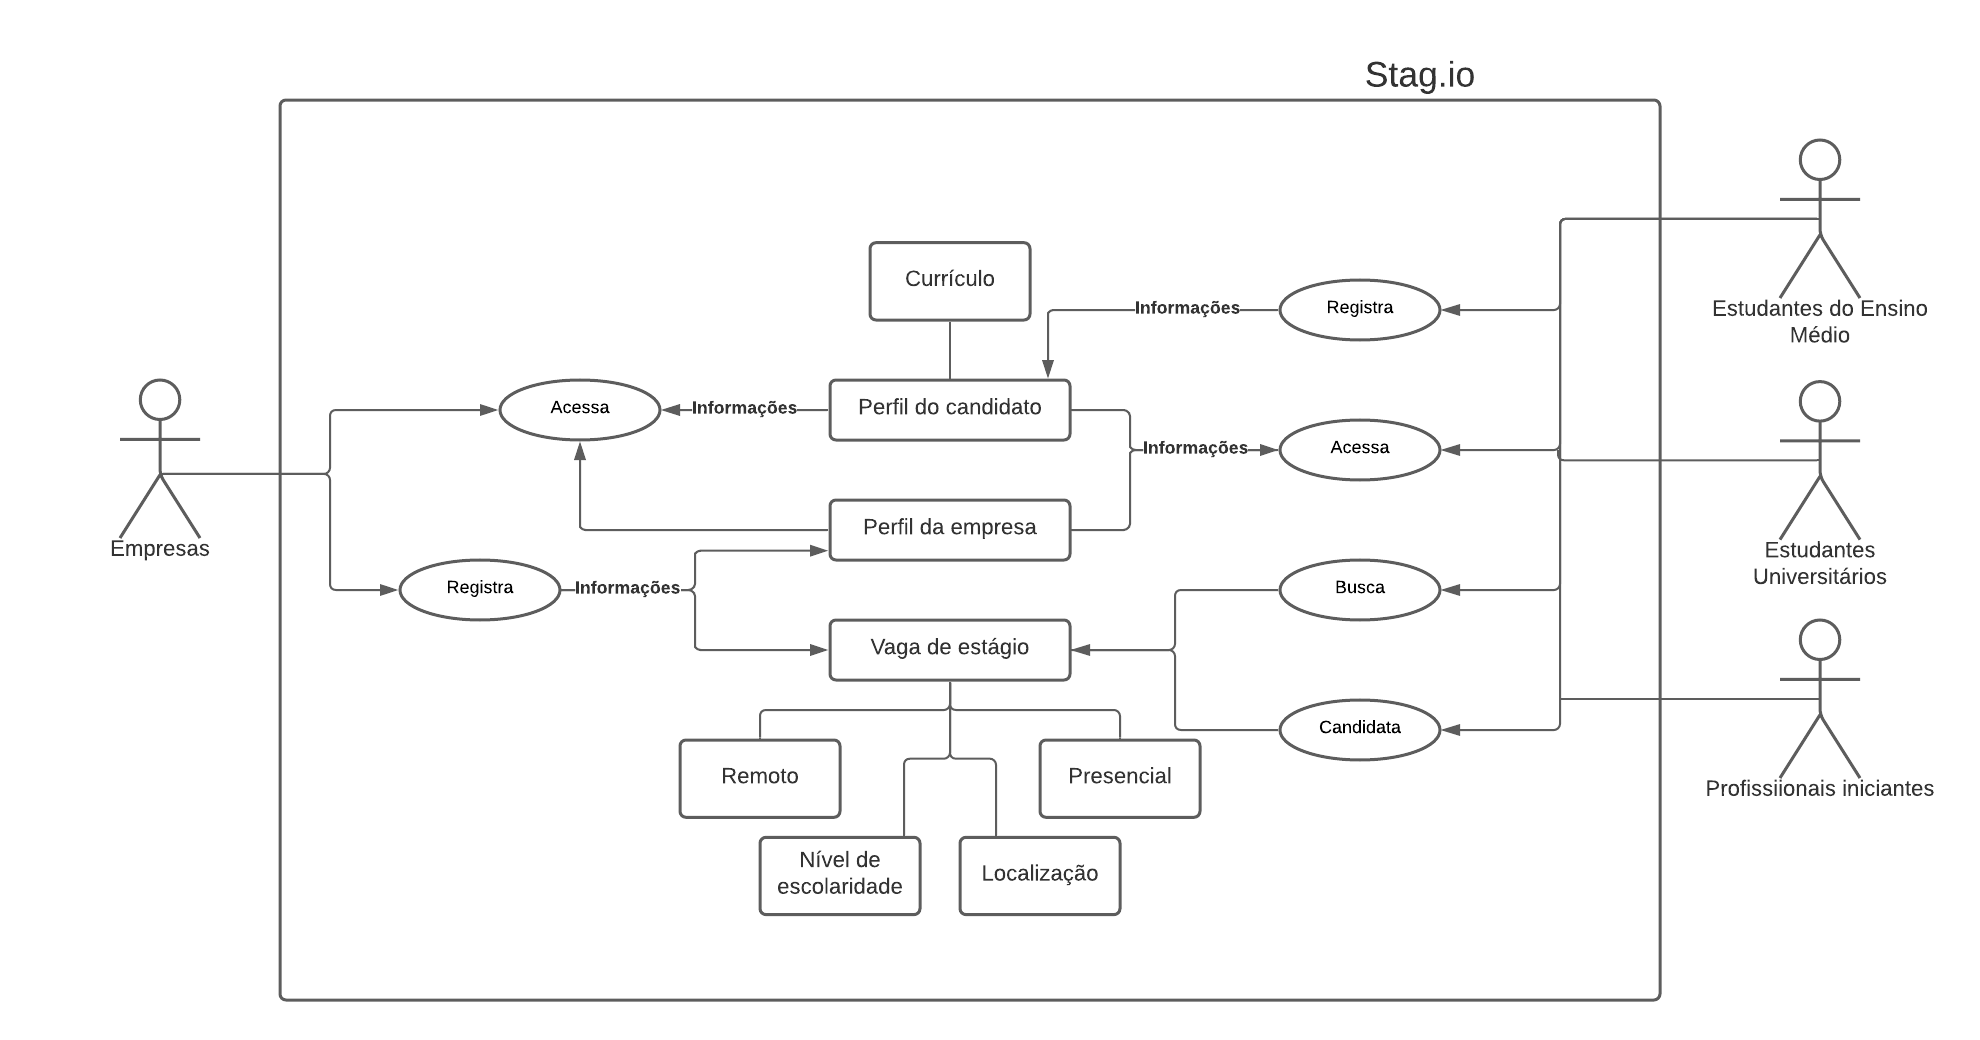 Stag.io
Currículo
Informações
Registra
Estudantes do Ensino
Médio
Acessa
Informações
Perfil do candidato
Informações
Acessa
Perfil da empresa
Empresas
Estudantes
Universitários
Registra
Informações
Busca
Vaga de estágio
Candidata
Remoto
Presencial
Profissiionais iniciantes
Nível de
escolaridade
Localização